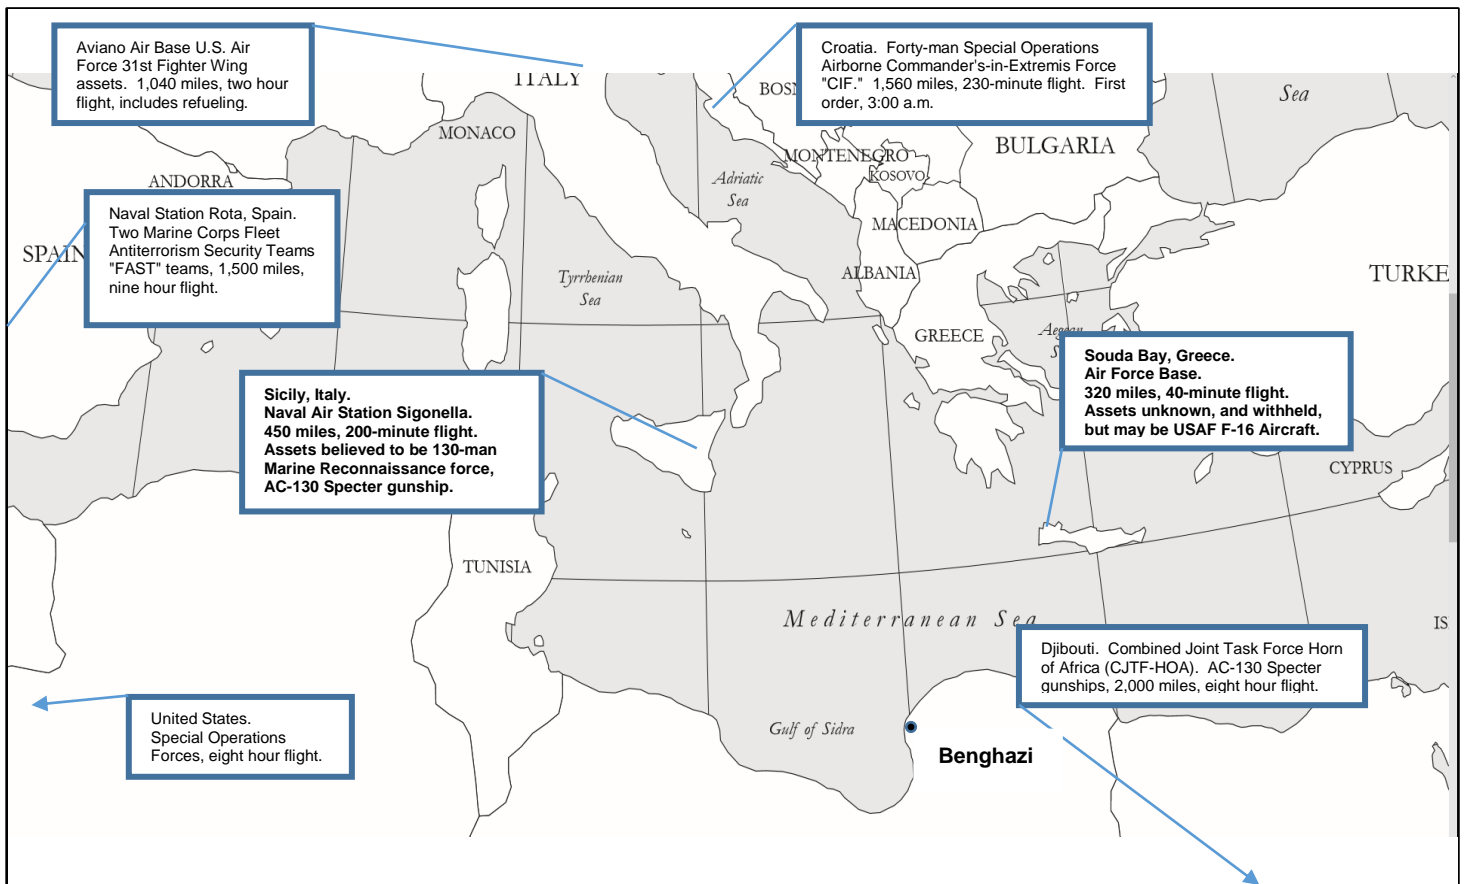 Aviano Air Base U.S. Air
Force 31st Fighter Wing
assets.  1,040 miles, two hour
flight, includes refueling.
Croatia.  Forty-man Special Operations
Airborne Commander's-in-Extremis Force
"CIF."  1,560 miles, 230-minute flight.  First
order, 3:00 a.m.
ITALY
BOSN
Sea
MONACO
BULGARIA
MONTENEGRO
KOSOVO
ANDORRA
Adriatic
Sea
Naval Station Rota, Spain.
Two Marine Corps Fleet
Antiterrorism Security Teams
"FAST" teams, 1,500 miles,
nine hour flight.
SPAIN
MACEDONIA
Tyrrhenian
Sea
ALBANIA
TURKE
GREECE
Aegean
S
Souda Bay, Greece.
Air Force Base.
320 miles, 40-minute flight.
Assets unknown, and withheld,
but may be USAF F-16 Aircraft.
Sicily, Italy.
Naval Air Station Sigonella.
450 miles, 200-minute flight.
Assets believed to be 130-man
Marine Reconnaissance force,
AC-130 Specter gunship.
CYPRUS
TUNISIA
Mediterranean Sea
IS
Djibouti.  Combined Joint Task Force Horn
of Africa (CJTF-HOA).  AC-130 Specter
gunships, 2,000 miles, eight hour flight.
United States.
Special Operations
Forces, eight hour flight.
Gulf of Sidra
Benghazi